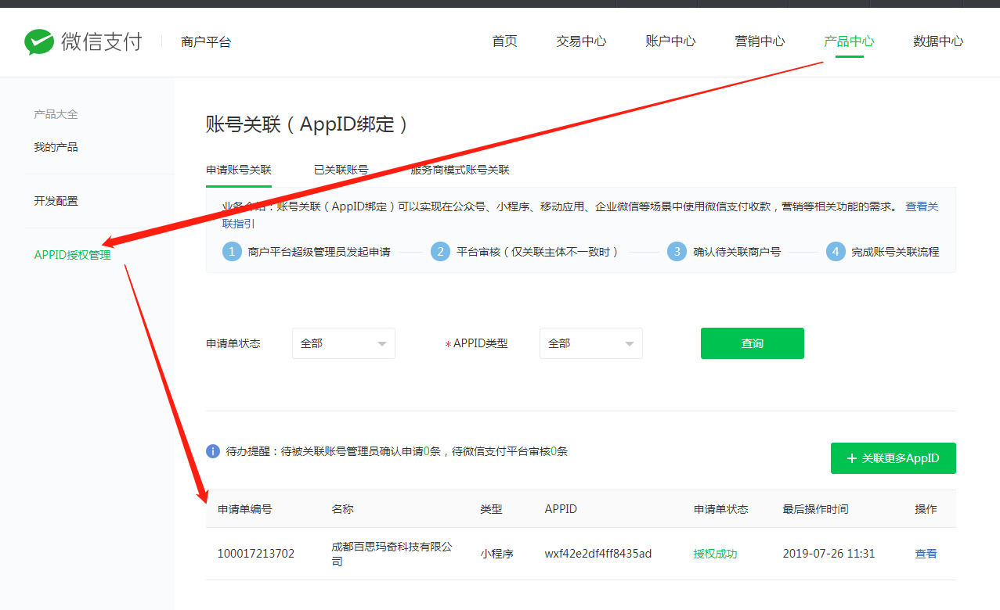 微信支付 商户平台 首页 交易中心 账户中心 营销中心 产品中心 数据中心
产品大全
我的产品
开发配置
APPID授权管理
账号关联（AppID绑定）
申请账号关联 已关联账号 服务商模式账号关联
业务介绍：账号关联（AppID绑定）可以实现在公众号、小程序、移动应用、企业微信等场景中使用微信支付收款，营销等相关功能的需求。 查看关
联指引
1 商户平台超级管理员发起申请 2 平台审核（仅关联主体不一致时） 3 确认待关联商户号 4 完成账号关联流程
申请单状态 全部 *APPID类型 全部 查询
待办提醒：待被关联账号管理员确认申请0条，待微信支付平台审核0条
+ 关联更多AppID
申请单编号 名称 类型 APPID 申请单状态 最后操作时间 操作
100017213702 成都百思玛奇科技有限公
司 小程序 wxf42e2df4ff8435ad 授权成功 2019-07-26 11:31 查看